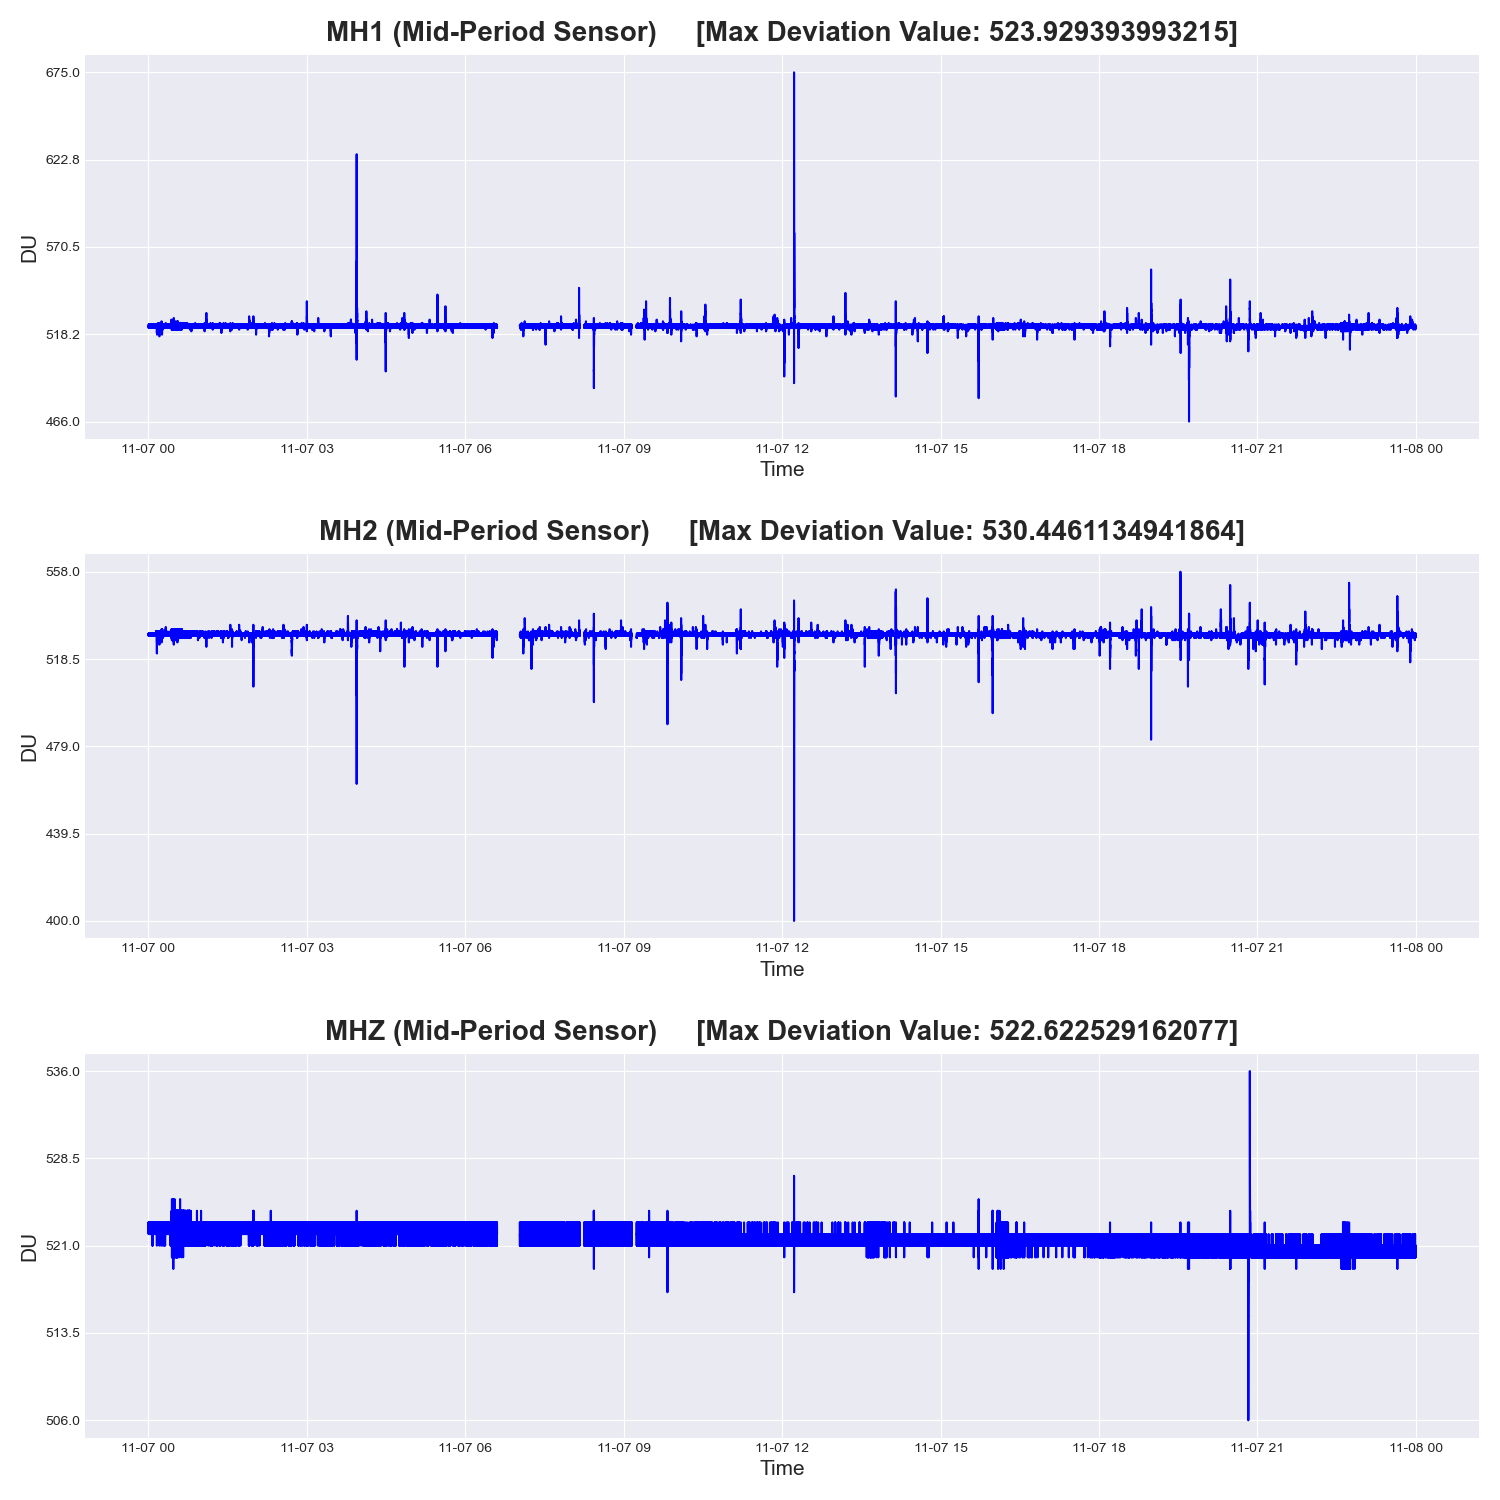 MH1 (Mid-Period Sensor) [Max Deviation Value: 523.929393993215]
675.0
622.8
570.5
518.2
466.0
DU
11-07 00 11-07 03 11-07 06 11-07 09 11-07 12 11-07 15 11-07 18 11-07 21 11-08 00
Time
MH2 (Mid-Period Sensor) [Max Deviation Value: 530.4461134941864]
558.0
518.5
479.0
439.5
400.0
DU
11-07 00 11-07 03 11-07 06 11-07 09 11-07 12 11-07 15 11-07 18 11-07 21 11-08 00
Time
MHZ (Mid-Period Sensor) [Max Deviation Value: 522.622529162077]
536.0
528.5
521.0
513.5
506.0
DU
11-07 00 11-07 03 11-07 06 11-07 09 11-07 12 11-07 15 11-07 18 11-07 21 11-08 00
Time